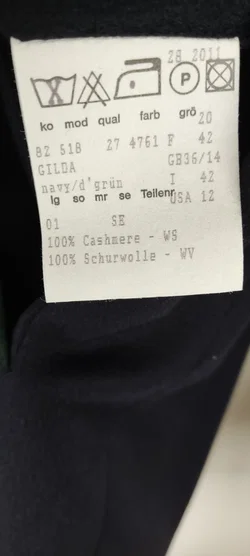 28 2011
P
ko mod qual farb grö
20
82 518 27 4761 F 42
GILDA GB36/14
navy/d'grün I 42
lg so mr se Tellenr USA 12
01 SE
100% Cashmere - WS
100% Schurwolle - WV